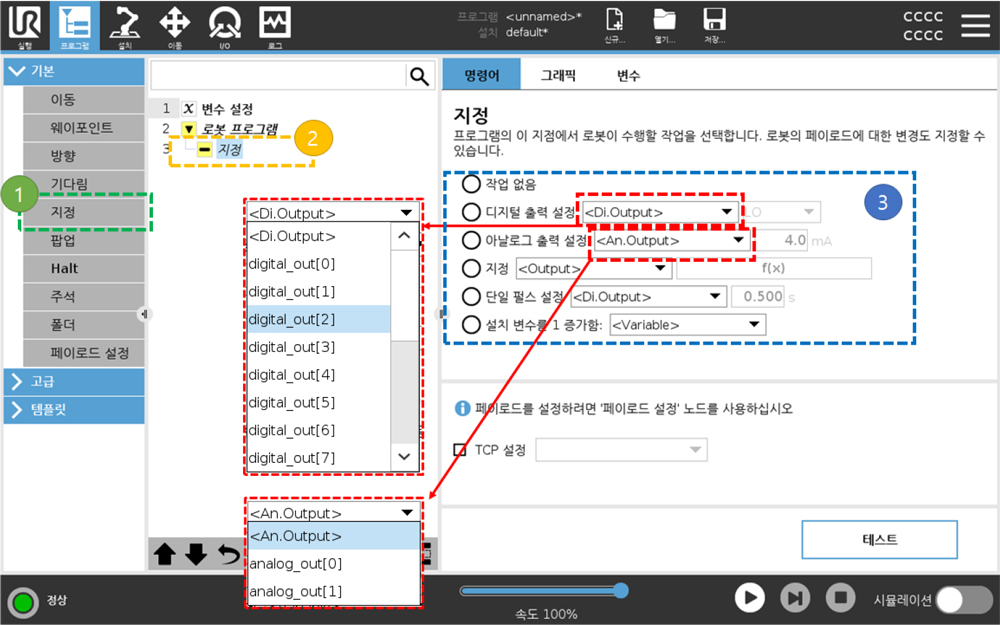 UR
프로그램 <unnamed>*
설치 default*
CCCC
CCCC
실행
프로그램
설치
이동
I/O
로그
신규...
열기...
저장...
기본
이동
웨이포인트
방향
기다림
1
지정
팝업
Halt
주석
폴더
페이로드 설정
고급
템플릿
1 X 변수 설정
2 로봇 프로그램
3 지정
2
<Di.Output>
<Di.Output>
digital_out[0]
digital_out[1]
digital_out[2]
digital_out[3]
digital_out[4]
digital_out[5]
digital_out[6]
digital_out[7]
<An.Output>
<An.Output>
analog_out[0]
analog_out[1]
명령어 그래픽 변수
지정
프로그램의 이 지점에서 로봇이 수행할 작업을 선택합니다. 로봇의 페이로드에 대한 변경도 지정할 수
있습니다.
작업 없음
3
디지털 출력 설정 <Di.Output> LO
아날로그 출력 설정 <An.Output> 4.0 mA
지정 <Output> f(x)
단일 펄스 설정 <Di.Output> 0.500 s
설치 변수를 1 증가함: <Variable>
페이로드를 설정하려면 '페이로드 설정' 노드를 사용하십시오
TCP 설정
테스트
정상
속도 100%
시뮬레이션